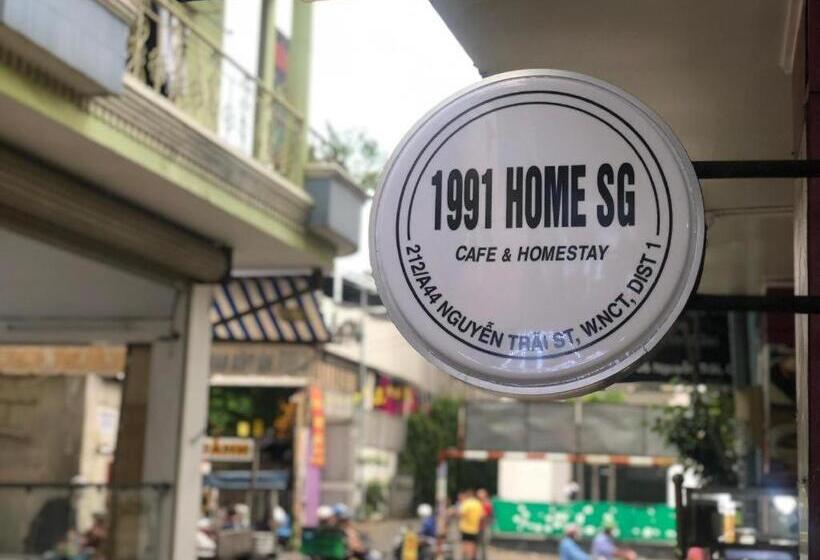 1991 HOME SG
CAFE & HOMESTAY
212/A44 NGUYỄN TRÃI ST, W.NCT, DIST 1